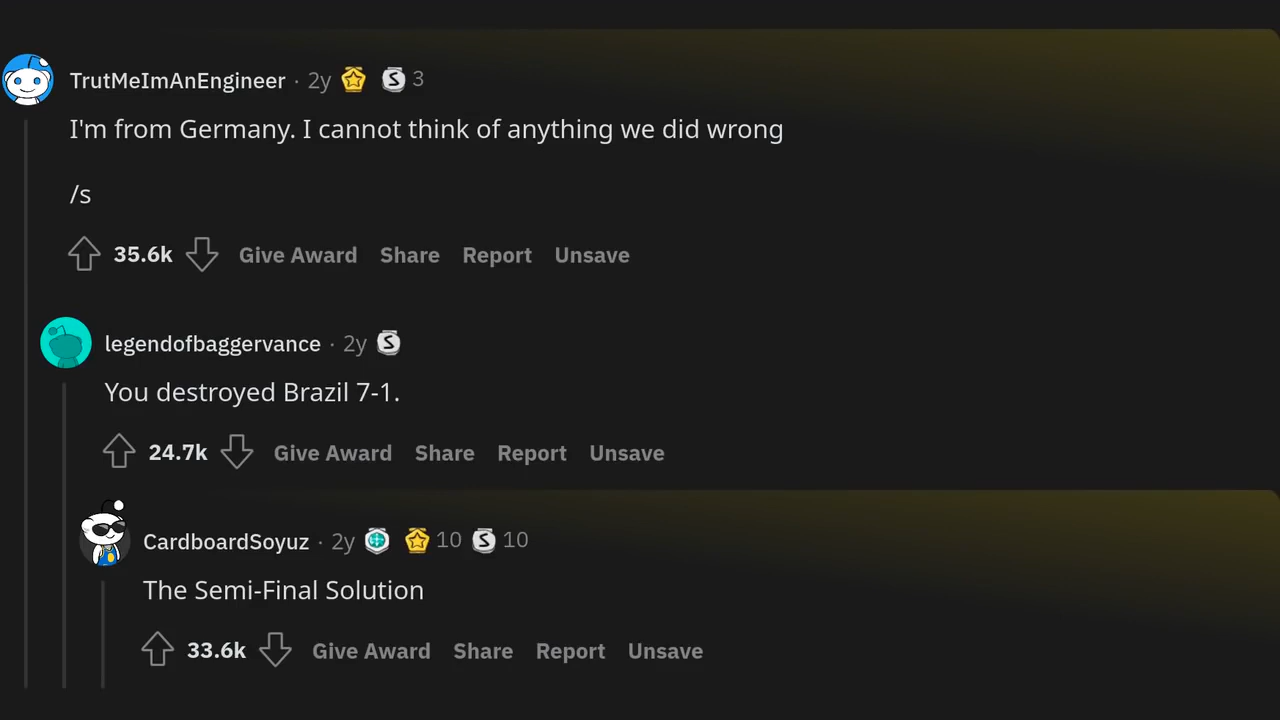 TrutMeImAnEngineer · 2y 3
I'm from Germany. I cannot think of anything we did wrong
/s
35.6k Give Award Share Report Unsave
legendofbaggervance · 2y S
You destroyed Brazil 7-1.
24.7k Give Award Share Report Unsave
CardboardSoyuz · 2y 10 S 10
The Semi-Final Solution
33.6k Give Award Share Report Unsave